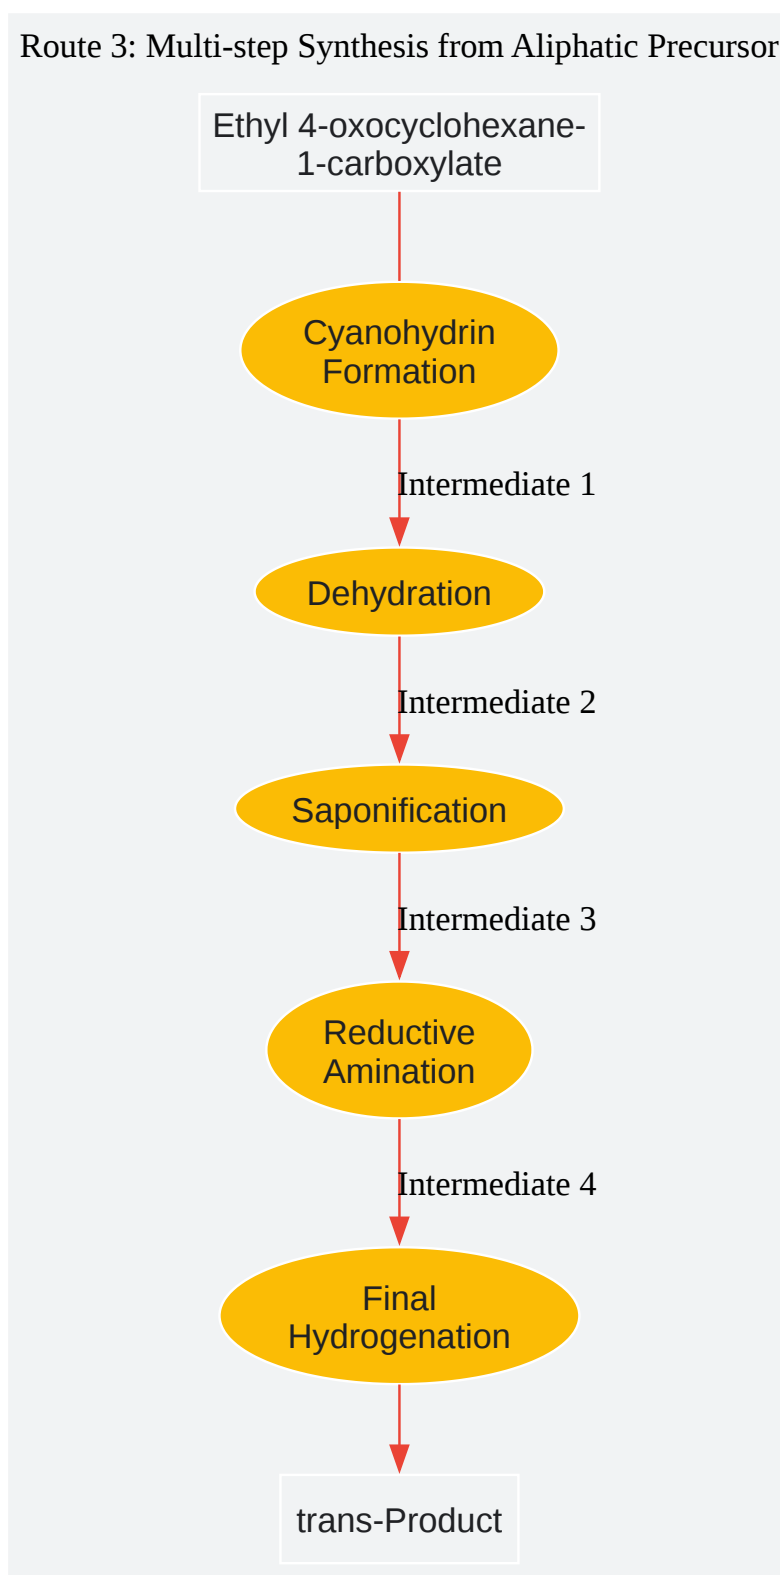 Route 3: Multi-step Synthesis from Aliphatic Precursor
Ethyl 4-oxocyclohexane-
1-carboxylate
Cyanohydrin
Formation
Intermediate 1
Dehydration
Intermediate 2
Saponification
Intermediate 3
Reductive
Amination
Intermediate 4
Final
Hydrogenation
trans-Product